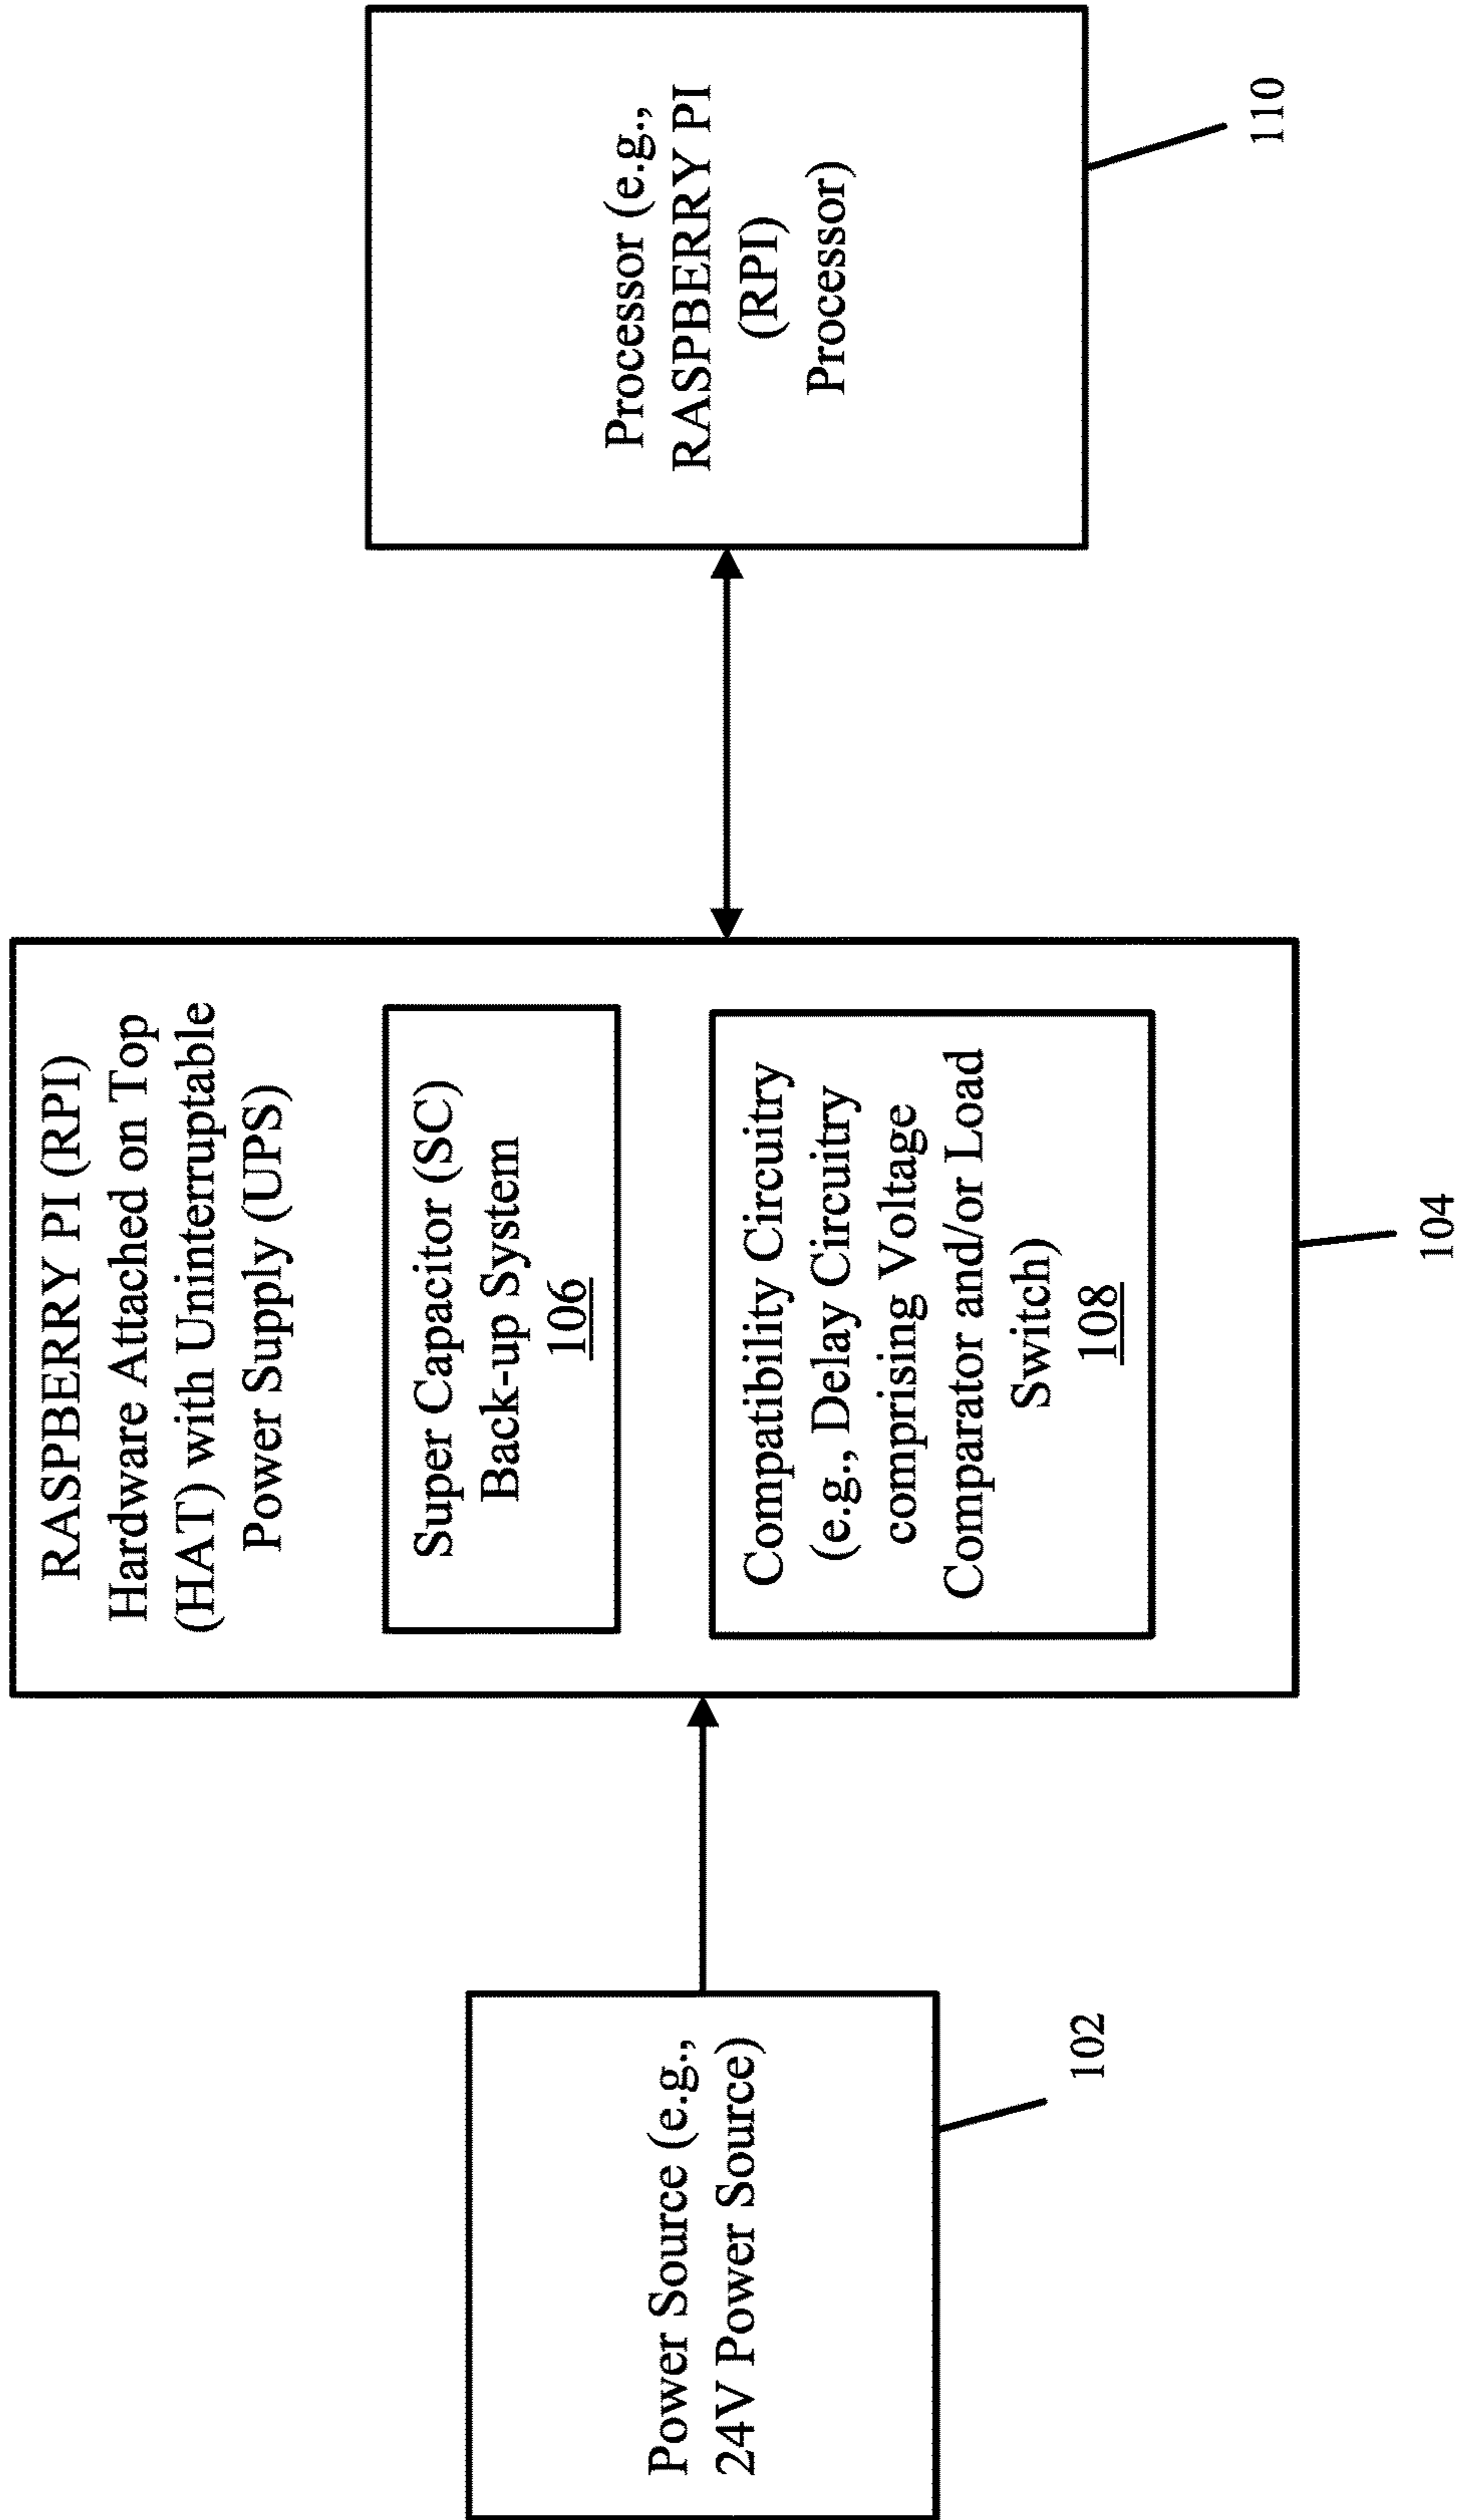 Power Source (e.g.,
24V Power Source)
102
RASPBERRY PI (RPI)
Hardware Attached on Top
(HAT) with Uninterruptable
Power Supply (UPS)
Super Capacitor (SC)
Back-up System
106
Compatibility Circuitry
(e.g., Delay Circuitry
comprising Voltage
Comparator and/or Load
Switch)
108
104
Processor (e.g.,
RASPBERRY PI
(RPI)
Processor)
110